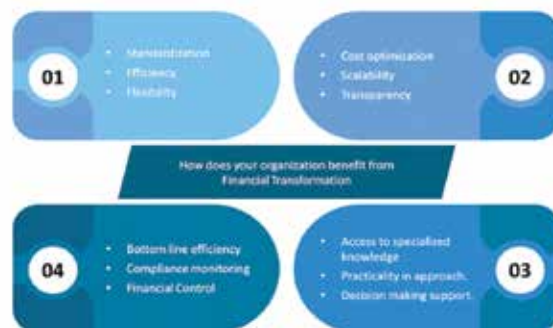 01
• Standardization
• Efficiency
• Flexibility
• Cost optimization
• Scalability
• Transparency
02
How does your organization benefit from
Financial Transformation
04
• Bottom line efficiency
• Compliance monitoring
• Financial Control
• Access to specialized
knowledge
• Practicality in approach.
• Decision making support.
03